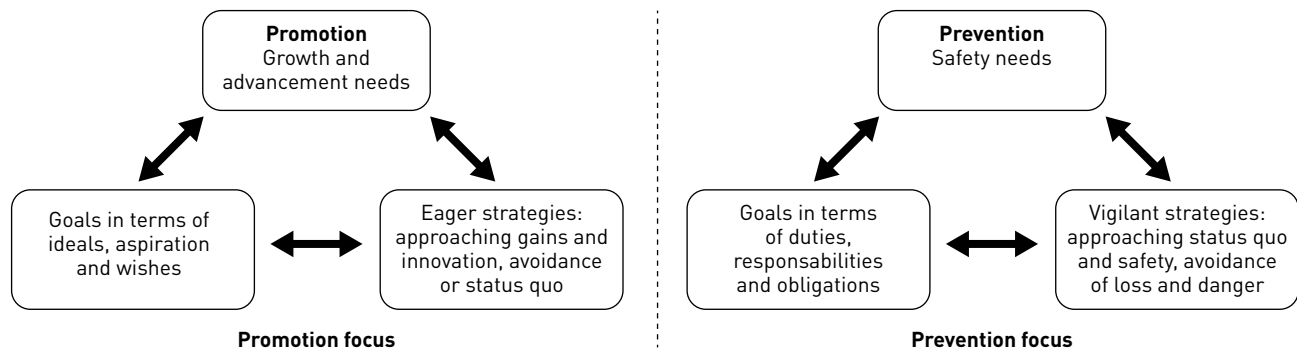 Promotion
Growth and
advancement needs
Goals in terms of
ideals, aspiration
and wishes
Eager strategies:
approaching gains and
innovation, avoidance
or status quo
Promotion focus
Prevention
Safety needs
Goals in terms
of duties,
responsabilities
and obligations
Vigilant strategies:
approaching status quo
and safety, avoidance
of loss and danger
Prevention focus